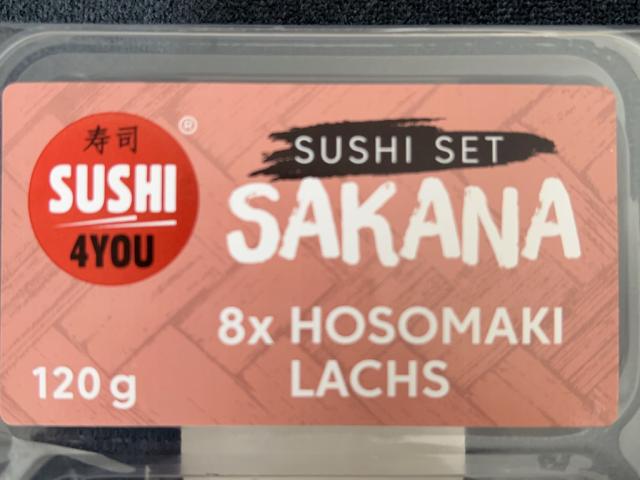 寿司
SUSHI
4YOU
®
SUSHI SET
SAKANA
8x HOSOMAKI
LACHS
120 g